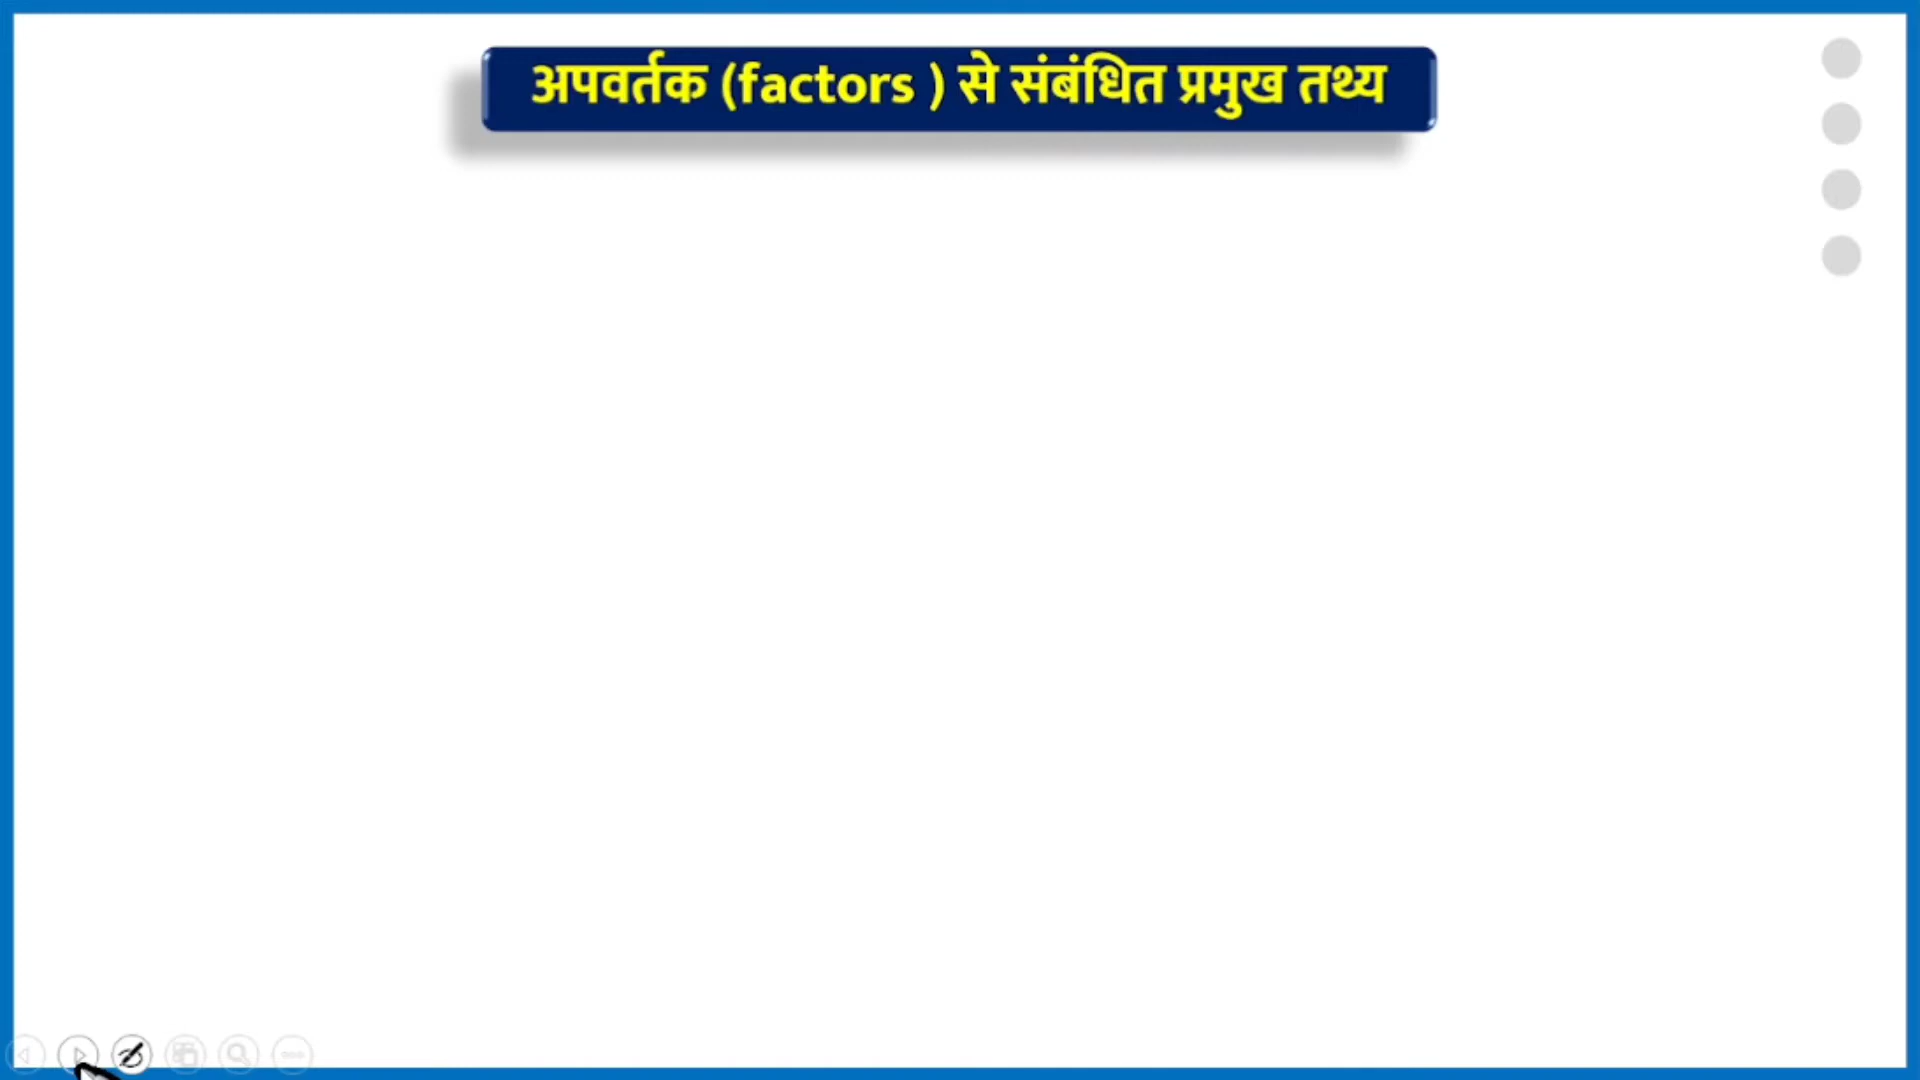 अपवर्तक (factors ) से संबंधित प्रमुख तथ्य